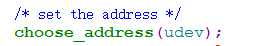 /* set the address */
choose_address(udev);